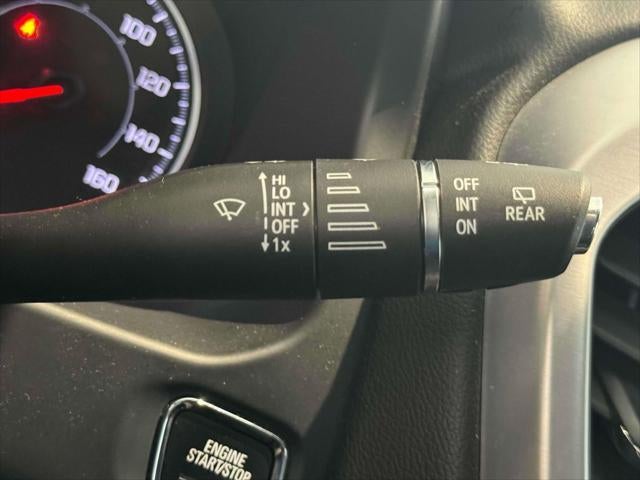 100
120
140
160
HI
LO
INT
OFF
1x
OFF
INT
ON
REAR
ENGINE
START/STOP